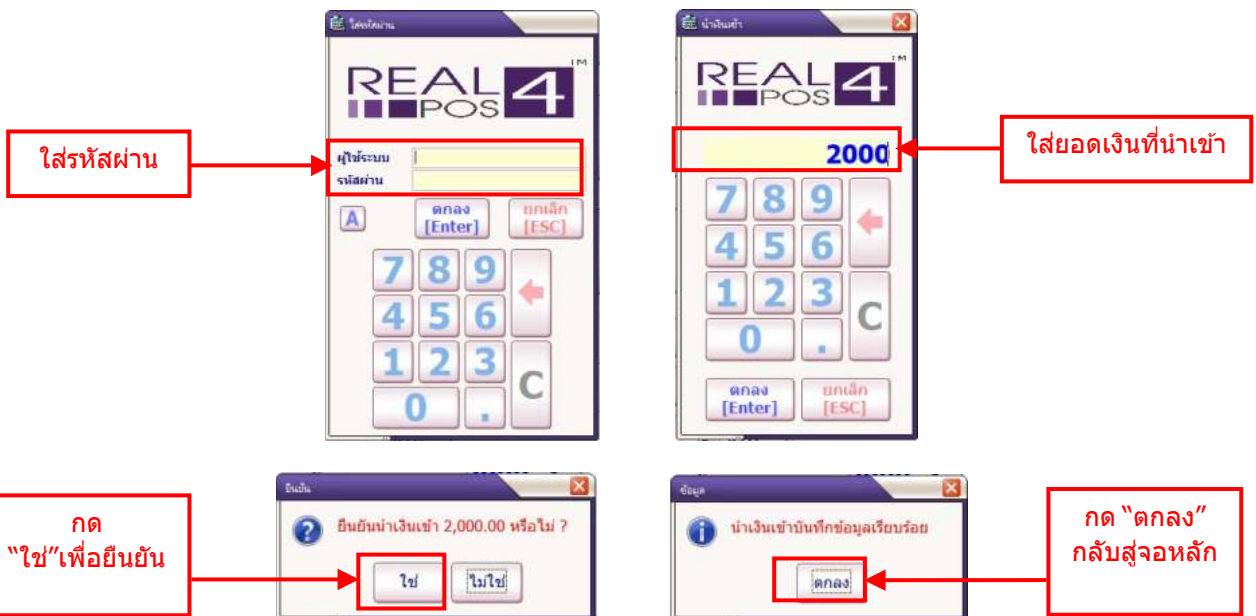 ใส่รหัสผ่าน
REAL POS 4 ™
ผู้ใช้ระบบ
รหัสผ่าน
A
ตกลง
[Enter]
ยกเลิก
[ESC]
7 8 9
4 5 6
1 2 3
C
0 .
ใส่รหัสผ่าน
นำเงินเข้า
REAL POS 4 ™
2000
7 8 9
4 5 6
1 2 3
C
0 .
ตกลง
[Enter]
ยกเลิก
[ESC]
ใส่ยอดเงินที่นำเข้า
ยืนยัน
ยืนยันนำเงินเข้า 2,000.00 หรือไม่ ?
ใช่ ไม่ใช่
กด
“ใช่”เพื่อยืนยัน
ข้อมูล
นำเงินเข้าบันทึกข้อมูลเรียบร้อย
ตกลง
กด “ตกลง”
กลับสู่จอหลัก